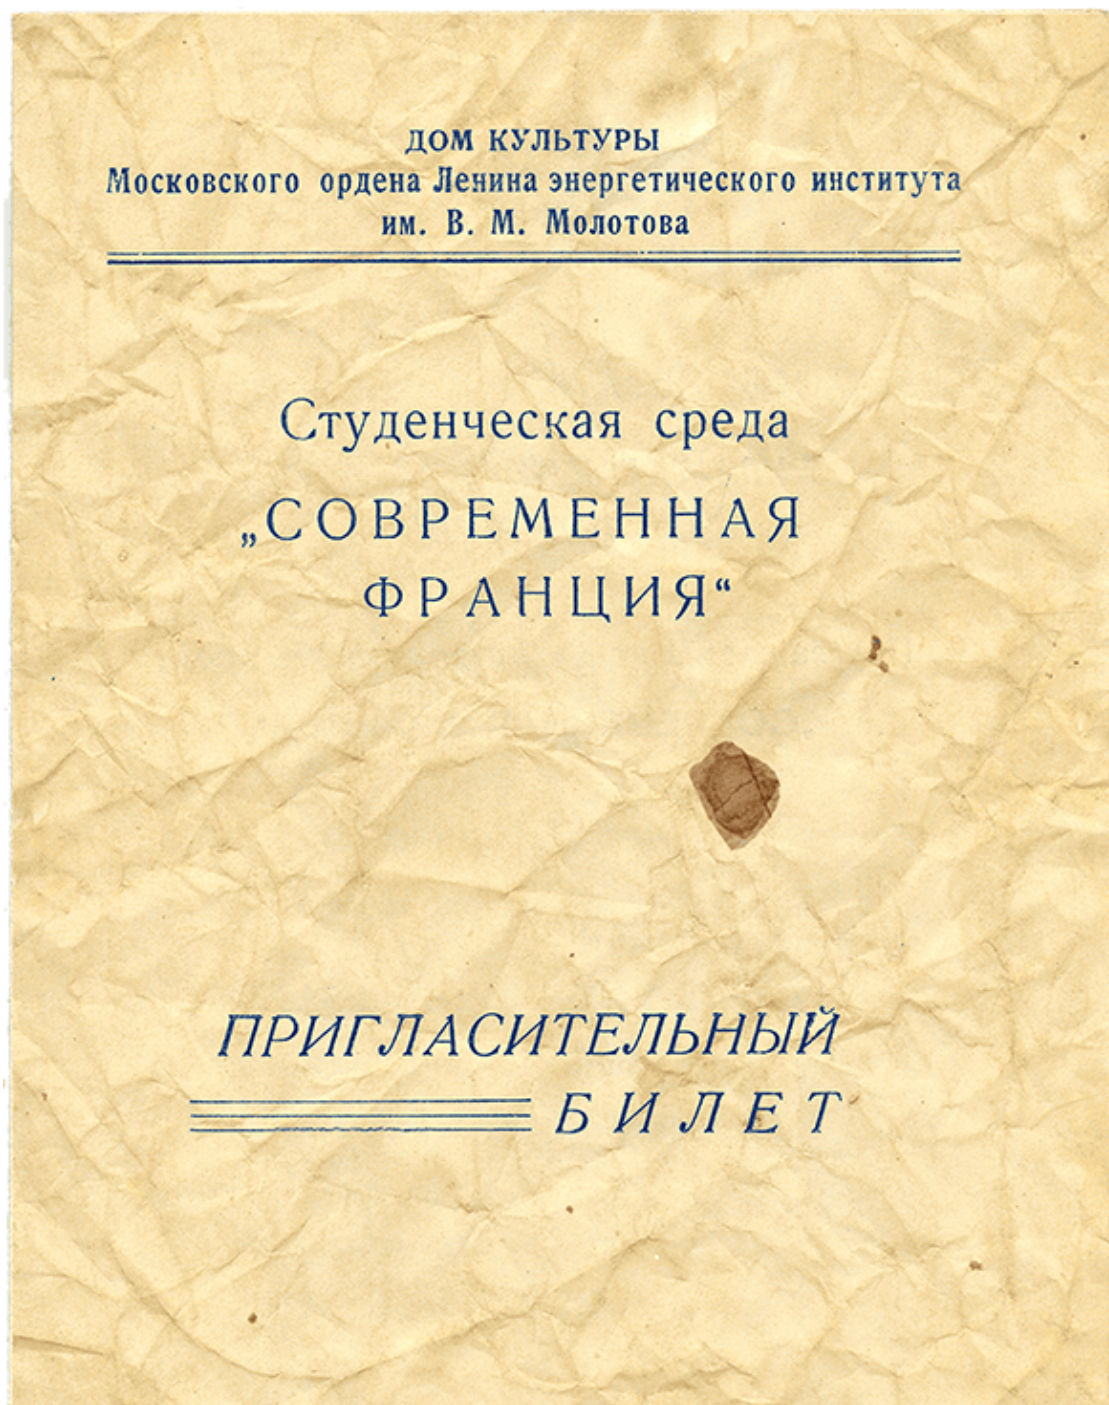 ДОМ КУЛЬТУРЫ
Московского ордена Ленина энергетического института
им. В. М. Молотова
Студенческая среда
„СОВРЕМЕННАЯ
ФРАНЦИЯ“
ПРИГЛАСИТЕЛЬНЫЙ
БИЛЕТ